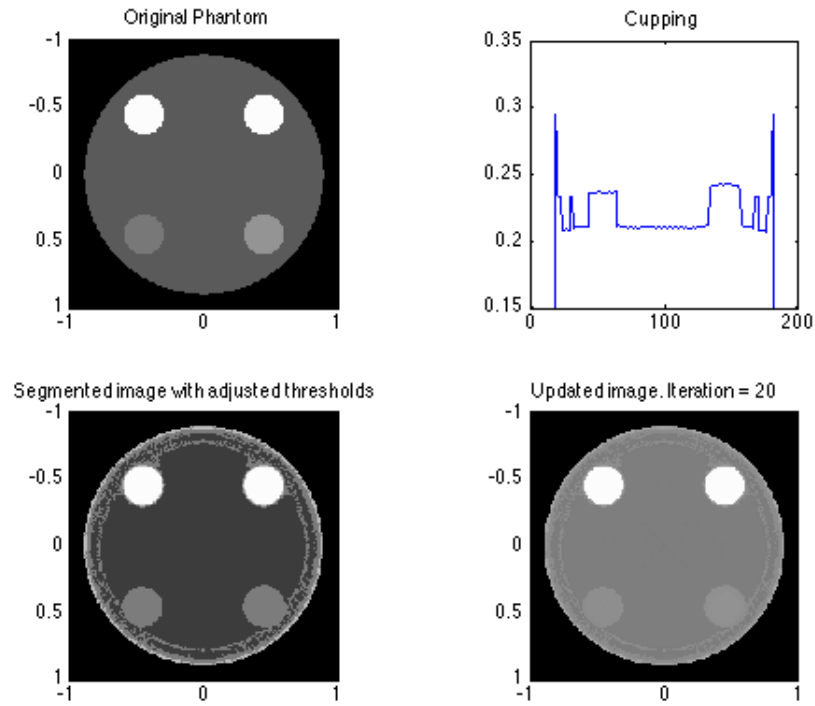 Original Phantom
-1
-0.5
0
0.5
1
-1 0 1
Cupping
0.35
0.3
0.25
0.2
0.15
0 100 200
Segmented image with adjusted thresholds
-1
-0.5
0
0.5
1
-1 0 1
Updated image. Iteration = 20
-1
-0.5
0
0.5
1
-1 0 1